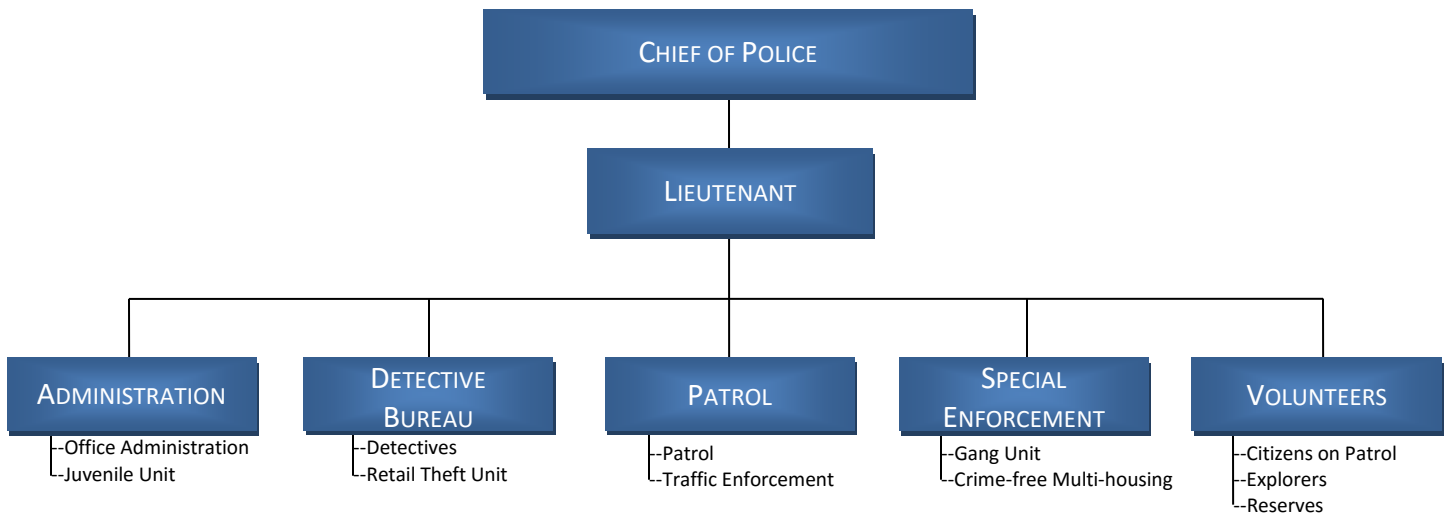 CHIEF OF POLICE
LIEUTENANT
ADMINISTRATION
--Office Administration
--Juvenile Unit
DETECTIVE
BUREAU
--Detectives
--Retail Theft Unit
PATROL
--Patrol
--Traffic Enforcement
SPECIAL
ENFORCEMENT
--Gang Unit
--Crime-free Multi-housing
VOLUNTEERS
--Citizens on Patrol
--Explorers
--Reserves